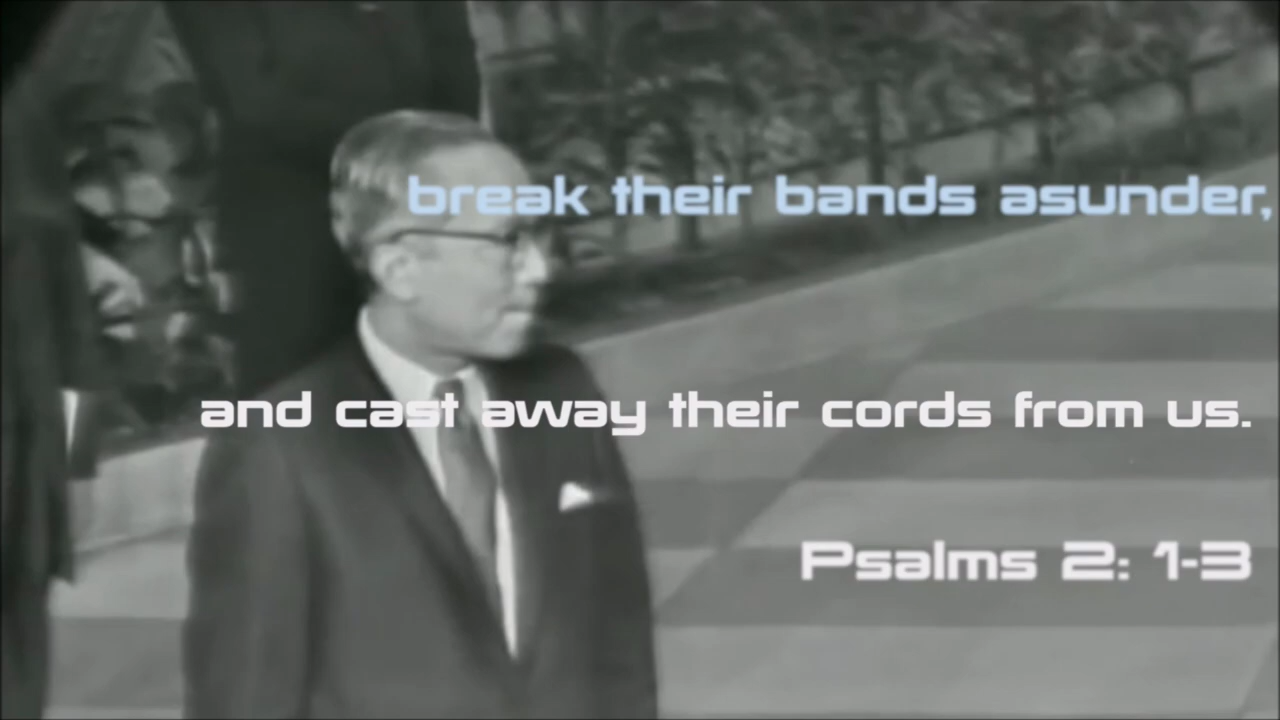 break their bands asunder,
and cast away their cords from us.
Psalms 2: 1-3